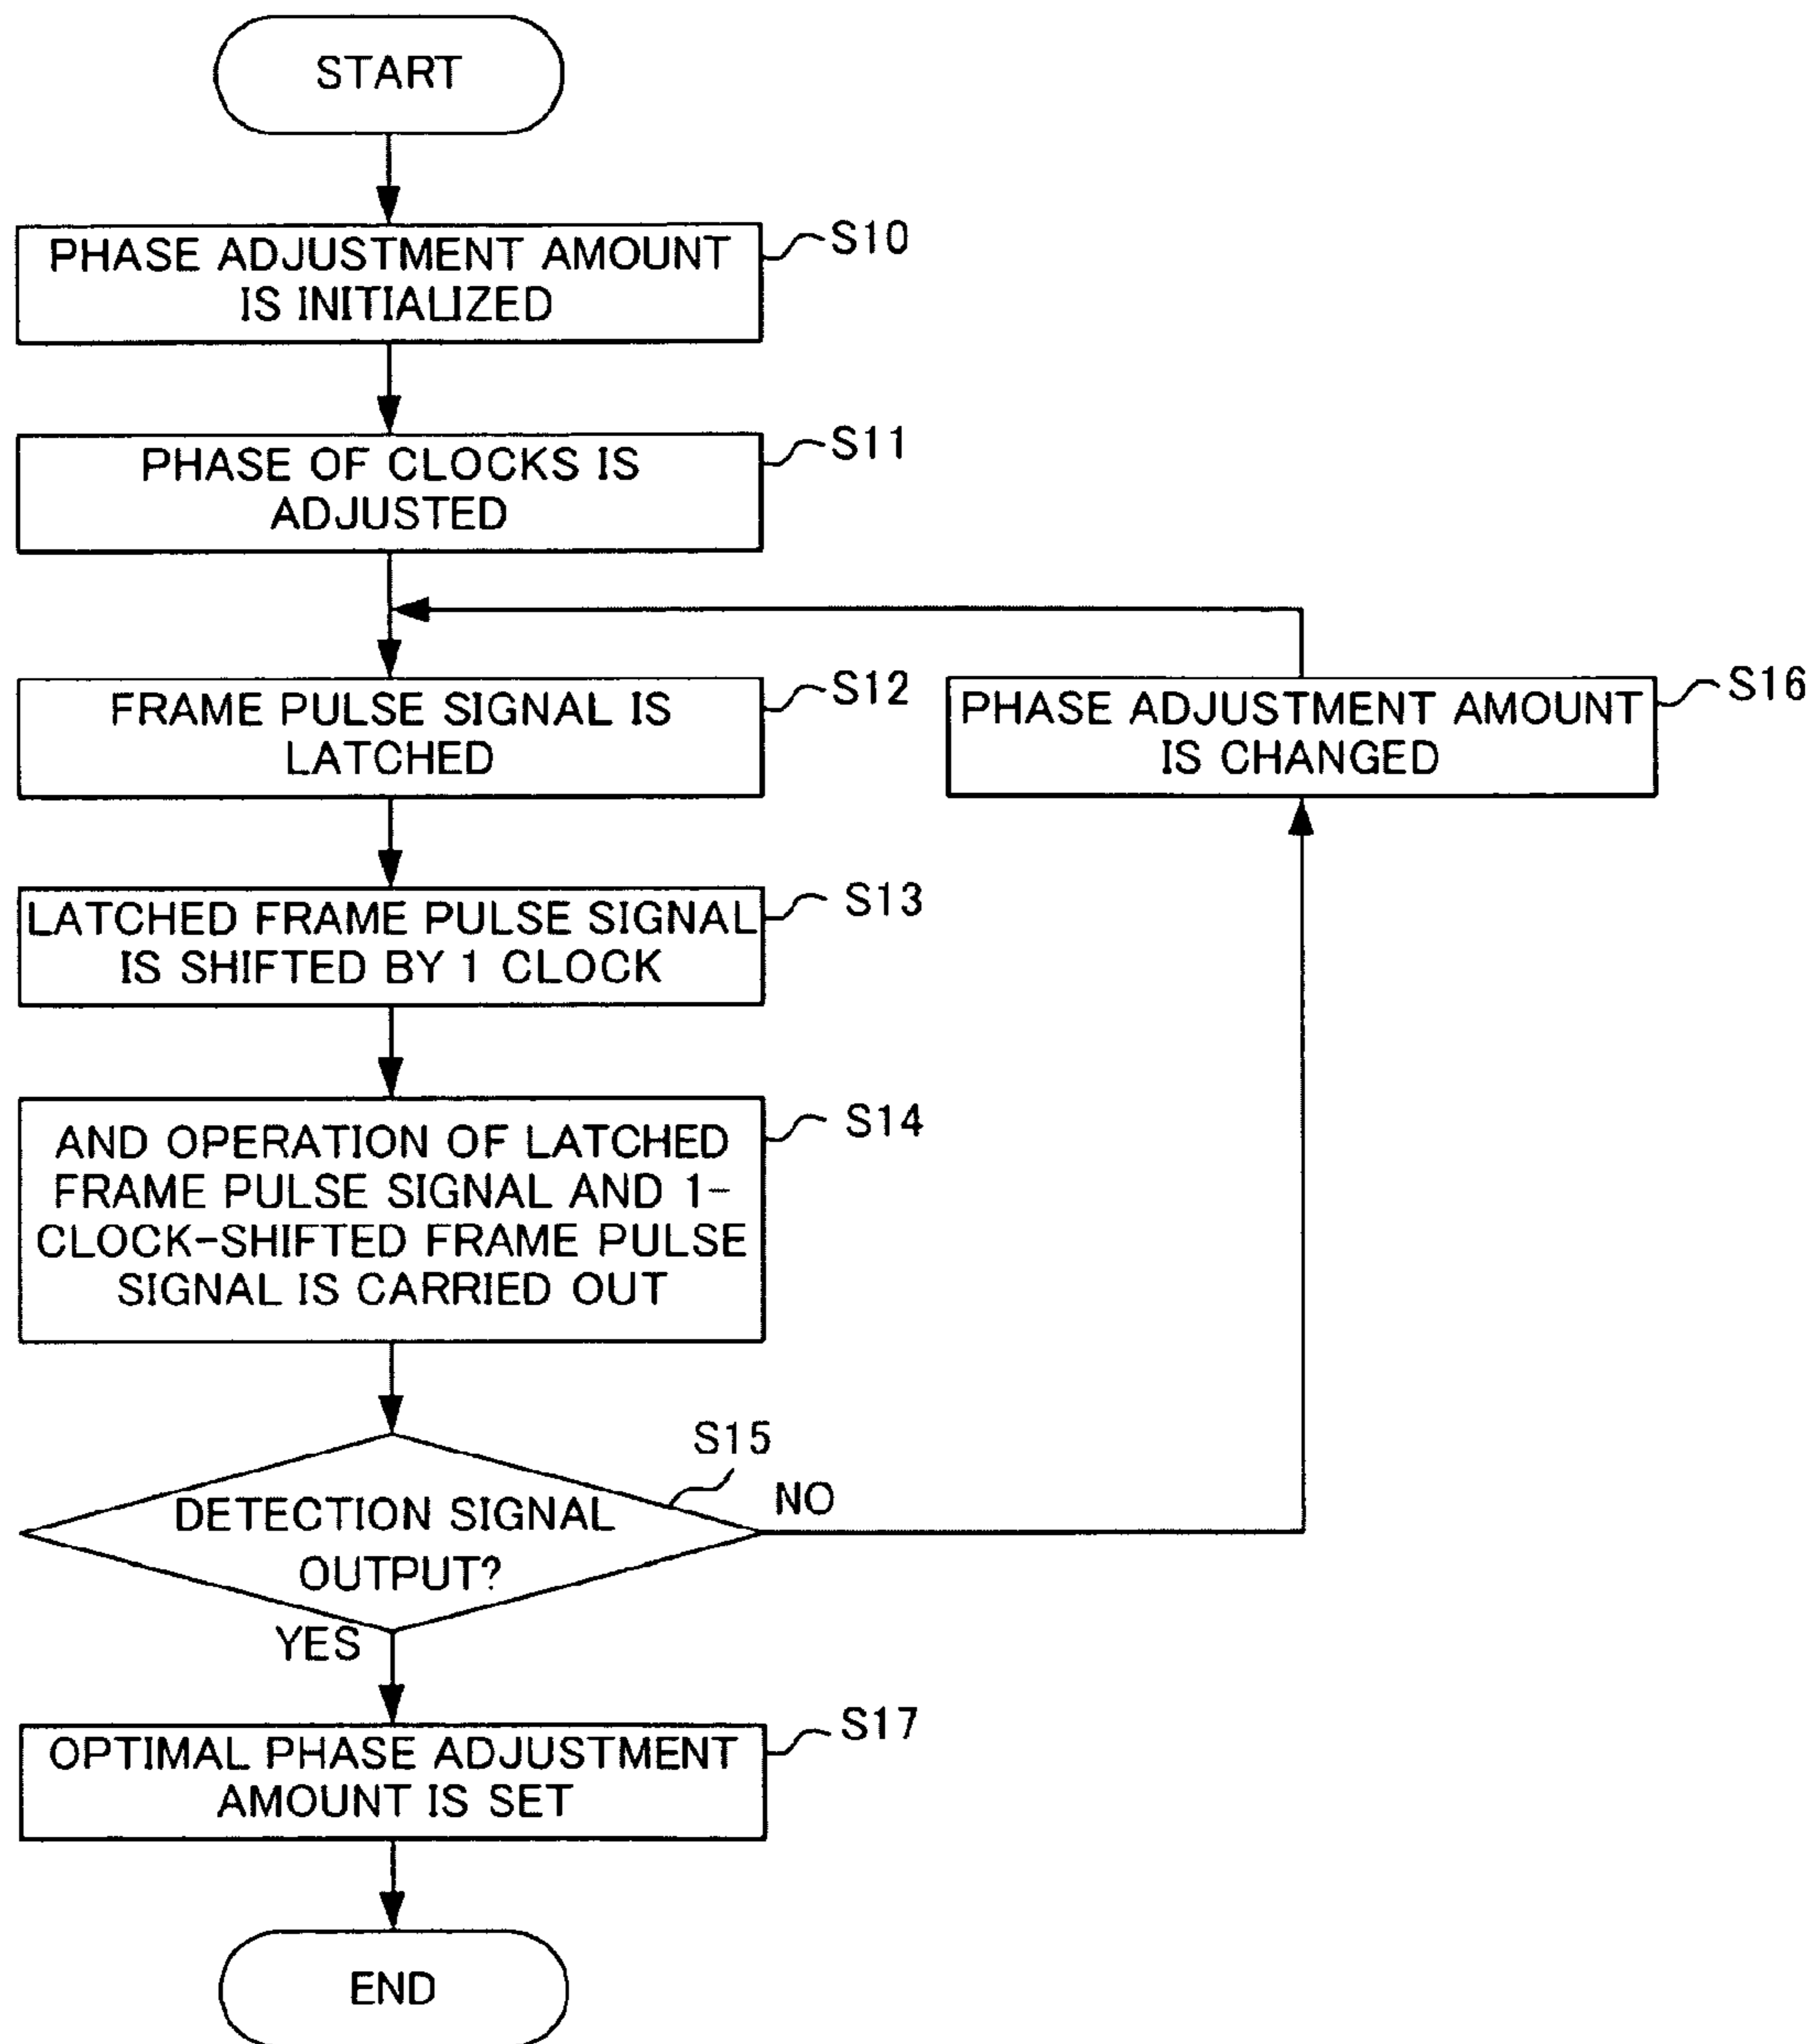 START
PHASE ADJUSTMENT AMOUNT
IS INITIALIZED
S10
PHASE OF CLOCKS IS
ADJUSTED
S11
FRAME PULSE SIGNAL IS
LATCHED
S12
PHASE ADJUSTMENT AMOUNT
IS CHANGED
S16
LATCHED FRAME PULSE SIGNAL
IS SHIFTED BY 1 CLOCK
S13
AND OPERATION OF LATCHED
FRAME PULSE SIGNAL AND 1-
CLOCK-SHIFTED FRAME PULSE
SIGNAL IS CARRIED OUT
S14
S15
DETECTION SIGNAL
OUTPUT?
NO
YES
OPTIMAL PHASE ADJUSTMENT
AMOUNT IS SET
S17
END